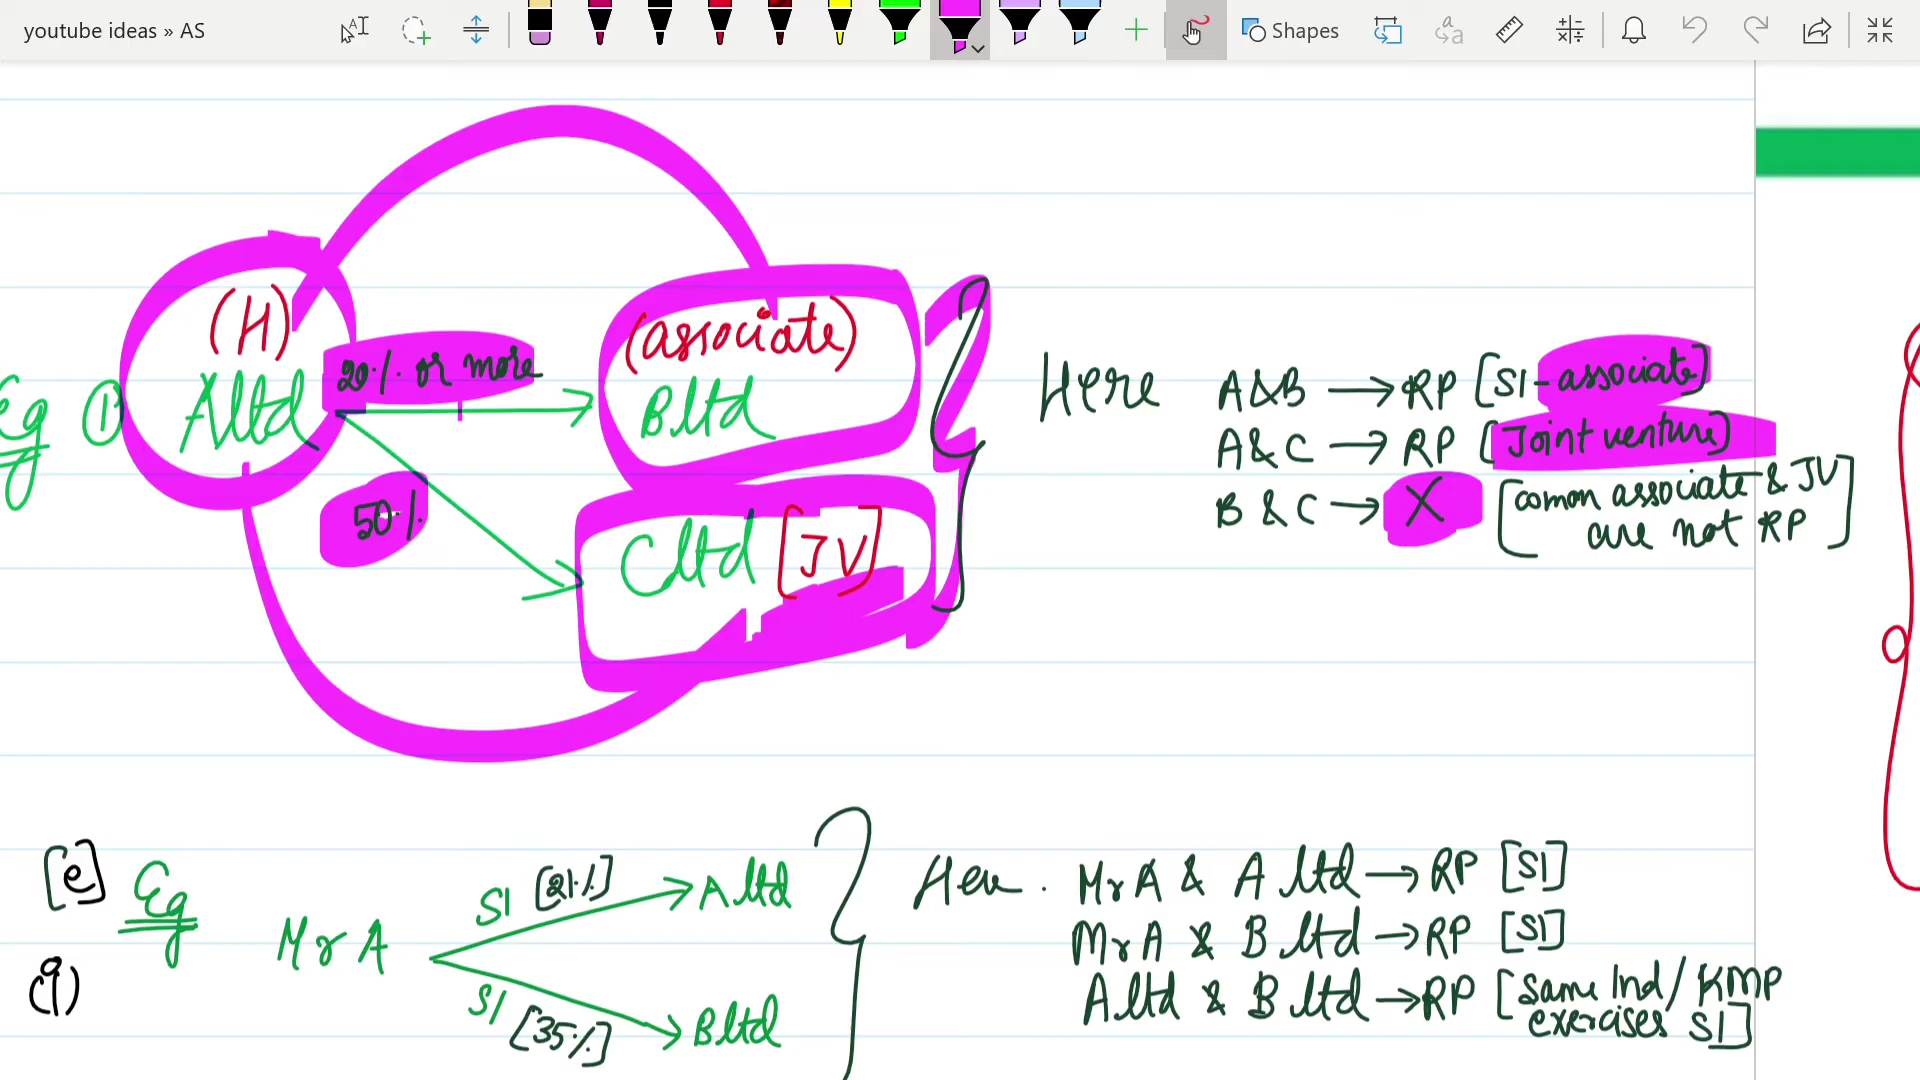 youtube ideas » AS
Shapes
(H)
20% or more
(associate)
Eg ① A ltd
B ltd
50%
C ltd [JV]
Here A&B → RP [SI-associate]
A&C → RP [Joint venture]
B&C → X [comon associate & JV
are not RP]
[e] Eg
(q)
Mr A
SI [21%] → A ltd
SI [35%] → B ltd
Here. Mr A & A ltd → RP [SI]
Mr A & B ltd → RP [SI]
A ltd & B ltd → RP [same Ind/KMP
exercises SI]